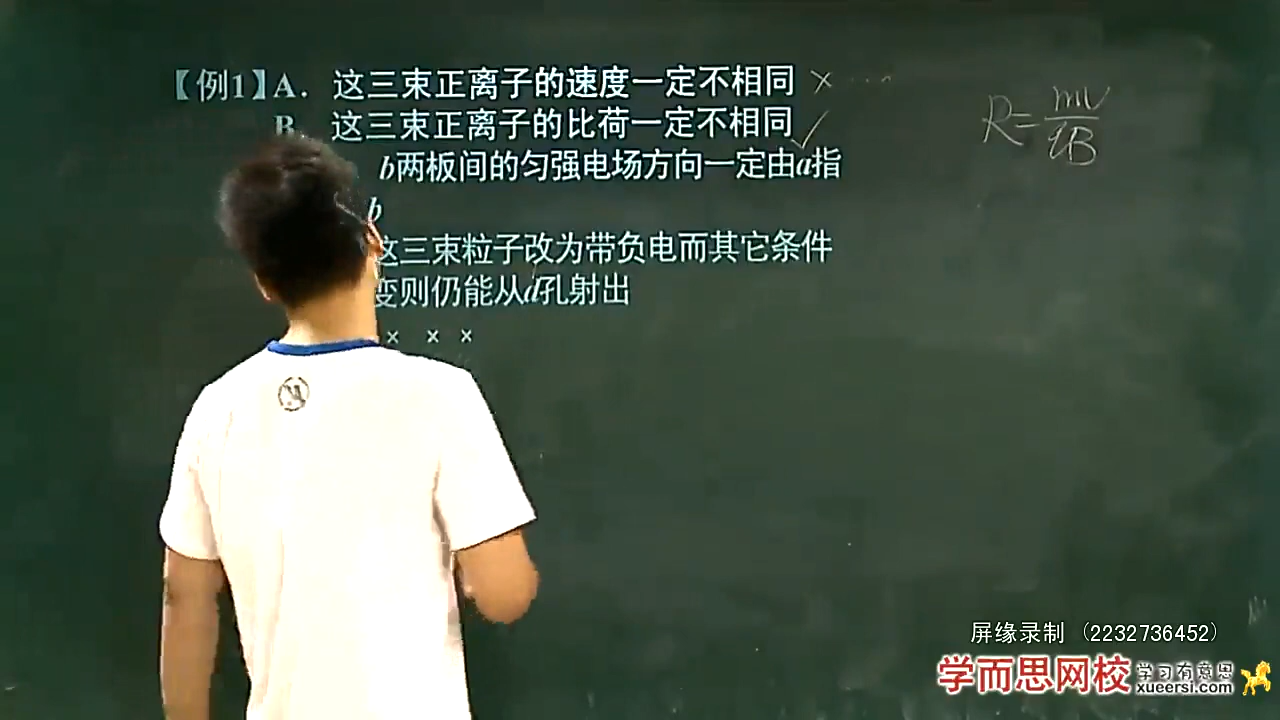 【例1】A. 这三束正离子的速度一定不相同 × ...
B 这三束正离子的比荷一定不相同 ✓
b两板间的匀强电场方向一定由a指
b
这三束粒子改为带负电而其它条件
变则仍能从d孔射出
× × ×
R=mv/qB
屏缘录制 (2232736452)
学而思网校 学习有意思
xueersi.com